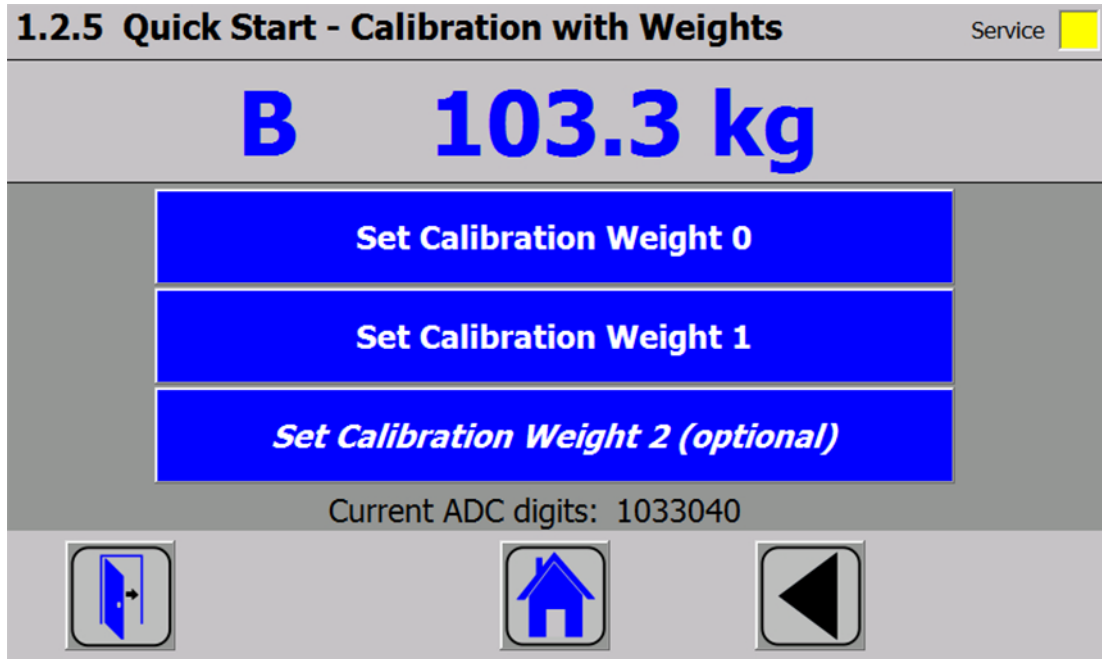 1.2.5 Quick Start - Calibration with Weights
Service
B 103.3 kg
Set Calibration Weight 0
Set Calibration Weight 1
Set Calibration Weight 2 (optional)
Current ADC digits: 1033040